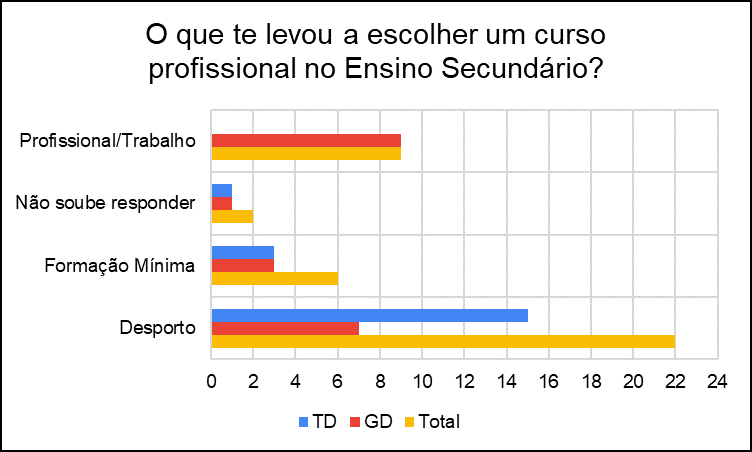 O que te levou a escolher um curso
profissional no Ensino Secundário?
Profissional/Trabalho
Não soube responder
Formação Mínima
Desporto
0 2 4 6 8 10 12 14 16 18 20 22 24
TD GD Total